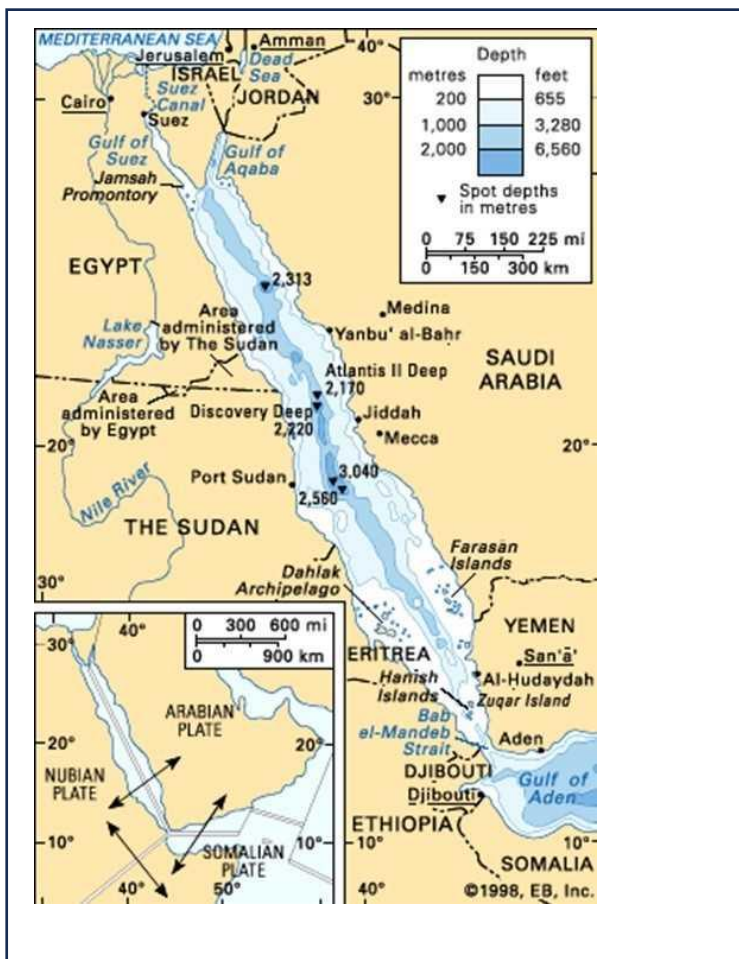 MEDITERRANEAN SEA
Amman
40°
Jerusalem
Dead
Sea
ISRAEL
Suez
Canal
JORDAN
Cairo
Suez
30°
Gulf of
Suez
Gulf of
Aqaba
Jamsah
Promontory
Depth
metres feet
200 655
1,000 3,280
2,000 6,560
Spot depths
in metres
0 75 150 225 mi
0 150 300 km
EGYPT
2,313
Area
administered
by The Sudan
Medina
Lake
Nasser
Yanbu' al-Bahr
SAUDI
ARABIA
Atlantis II Deep
2,170
Area
administered
by Egypt
Discovery Deep
2,220
Jiddah
Mecca
20°
20°
Port Sudan
3.040
2,560
Nile River
THE SUDAN
Farasān
Islands
Dahlak
Archipelago
30°
YEMEN
ERITREA
San'ā'
Hanish
Islands
Al-Ḥudaydah
Zuqar Island
Bab
el-Mandeb
Strait
Aden
DJIBOUTI
Gulf of
Aden
Djibouti
ETHIOPIA
10°
10°
SOMALIA
40°
©1998, EB, Inc.
40°
0 300 600 mi
0 900 km
30°
ARABIAN
PLATE
20°
20°
NUBIAN
PLATE
10°
10°
SOMALIAN
PLATE
40°
50°